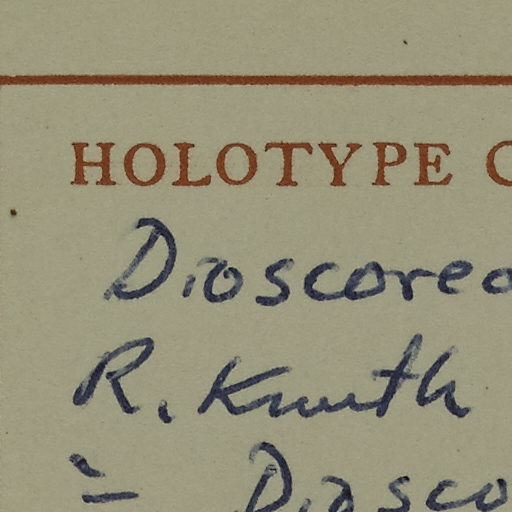 HOLOTYPE
Dioscorea
R. Knuth
= Diosco